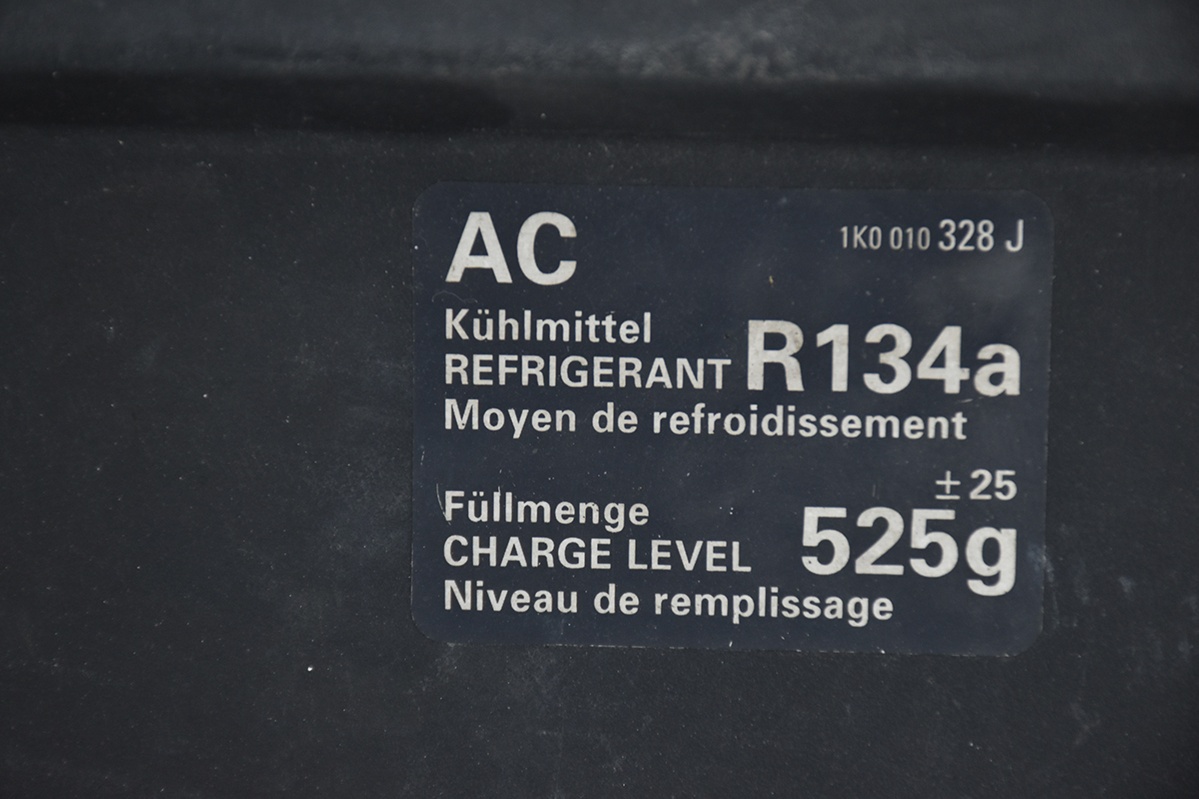 AC 1K0 010 328 J
Kühlmittel
REFRIGERANT R134a
Moyen de refroidissement
± 25
Füllmenge
CHARGE LEVEL 525g
Niveau de remplissage